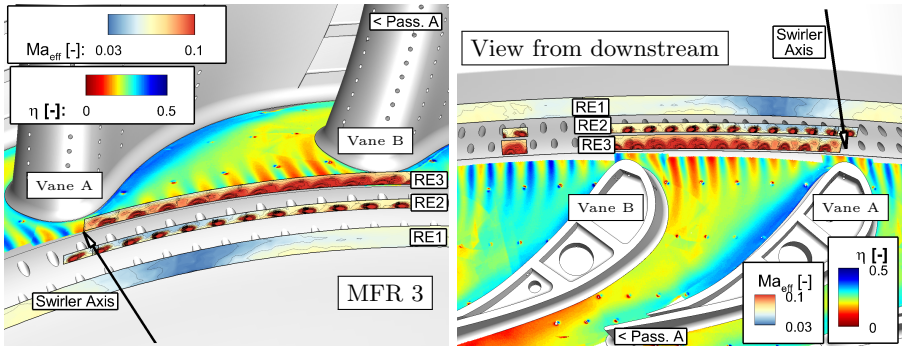 Ma_eff [-]:
0.03
0.1
η [-]:
0
0.5
< Pass. A
Vane B
Vane A
RE3
RE2
RE1
Swirler Axis
MFR 3
View from downstream
Swirler
Axis
RE1
RE2
RE3
Vane B
Vane A
Ma_eff [-]
0.1
0.03
η [-]
0.5
0
< Pass. A